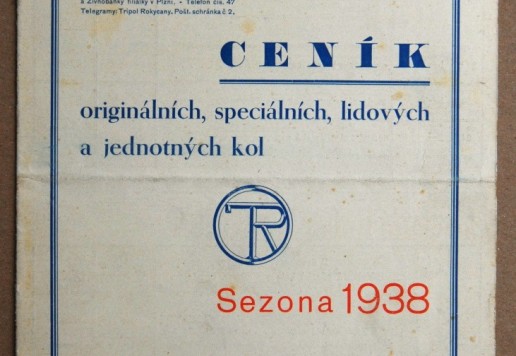 a Živnobanky filiálky v Plzni. - Telefon čís. 47
Telegramy: Tripol Rokycany, Pošt. schránka č 2,
CENÍK
originálních, speciálních, lidových
a jednotných kol
TR
Sezona 1938